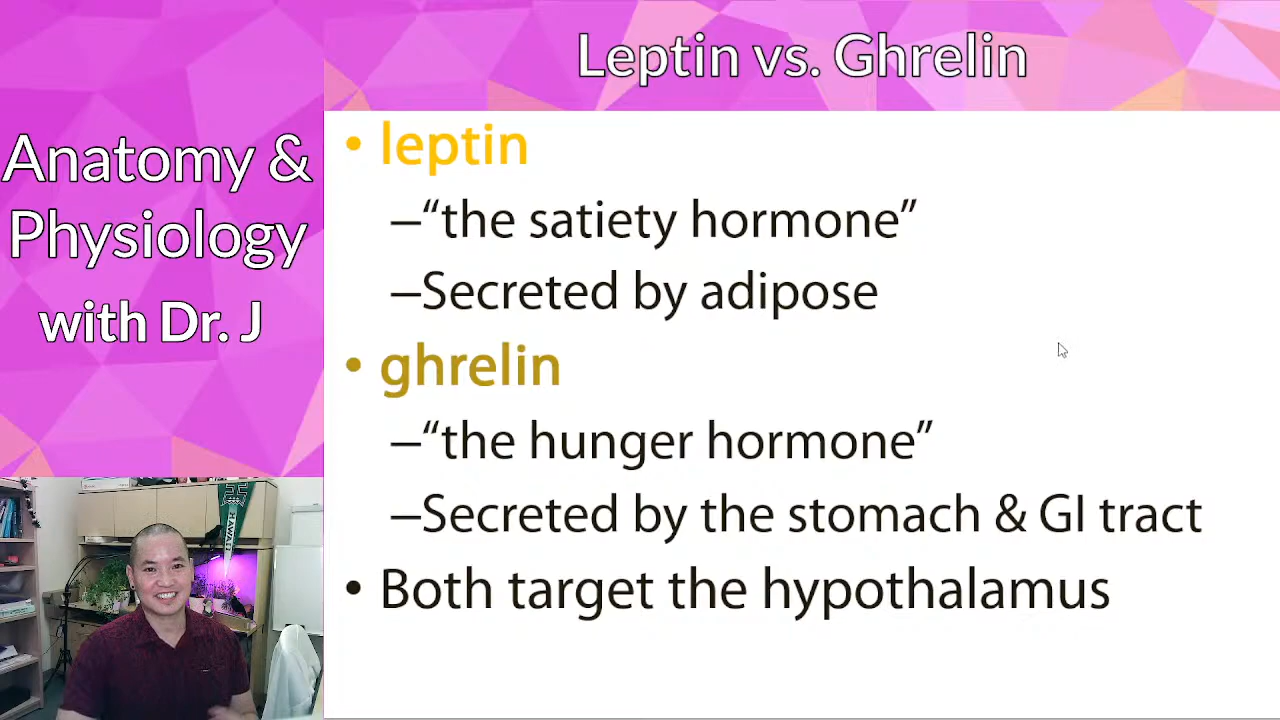 Leptin vs. Ghrelin
Anatomy &
Physiology
with Dr. J
• leptin
–“the satiety hormone”
–Secreted by adipose
• ghrelin
–“the hunger hormone”
–Secreted by the stomach & GI tract
• Both target the hypothalamus
H
HAWAI'I